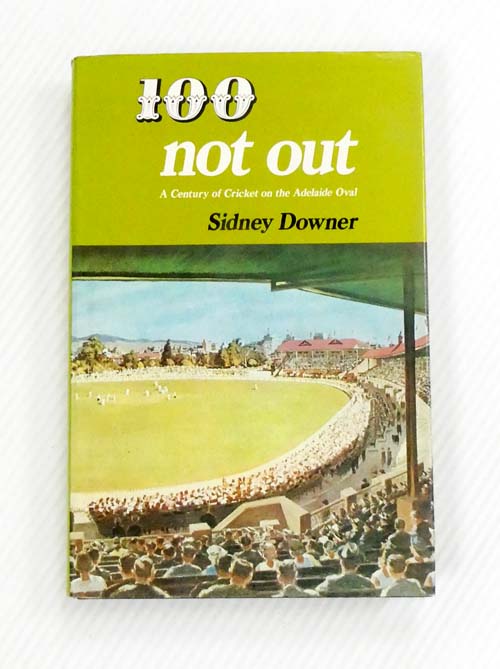 100
not out
A Century of Cricket on the Adelaide Oval
Sidney Downer